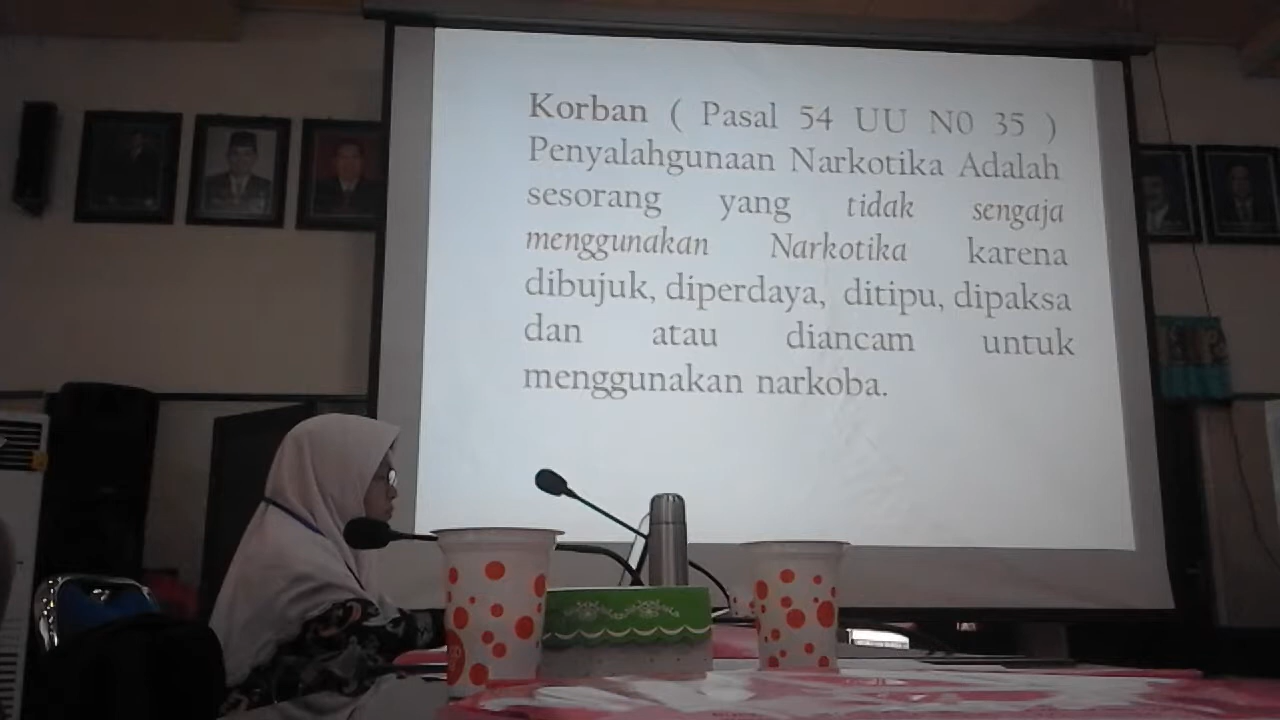 Korban ( Pasal 54 UU N0 35 )
Penyalahgunaan Narkotika Adalah
sesorang yang tidak sengaja
menggunakan Narkotika karena
dibujuk, diperdaya, ditipu, dipaksa
dan atau diancam untuk
menggunakan narkoba.